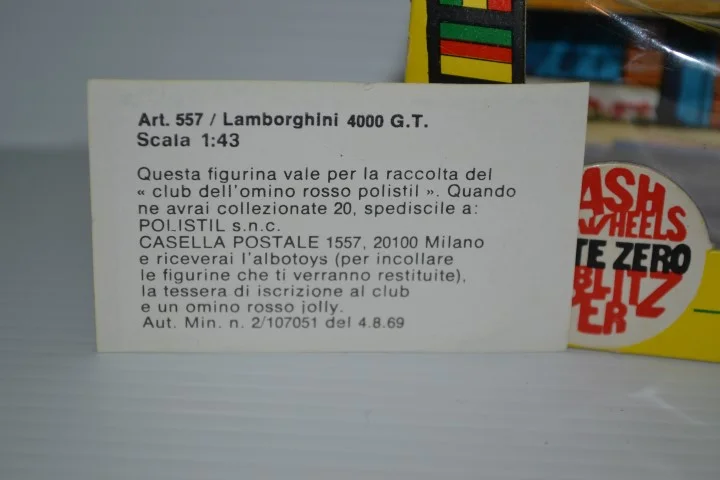 Art. 557 / Lamborghini 4000 G.T.
Scala 1:43
Questa figurina vale per la raccolta del
« club dell'omino rosso polistil ». Quando
ne avrai collezionate 20, spediscile a:
POLISTIL s.n.c.
CASELLA POSTALE 1557, 20100 Milano
e riceverai l'albotoys (per incollare
le figurine che ti verranno restituite),
la tessera di iscrizione al club
e un omino rosso jolly.
Aut. Min. n. 2/107051 del 4.8.69
ASH
WHEELS
TE ZERO
BLITZ
PER